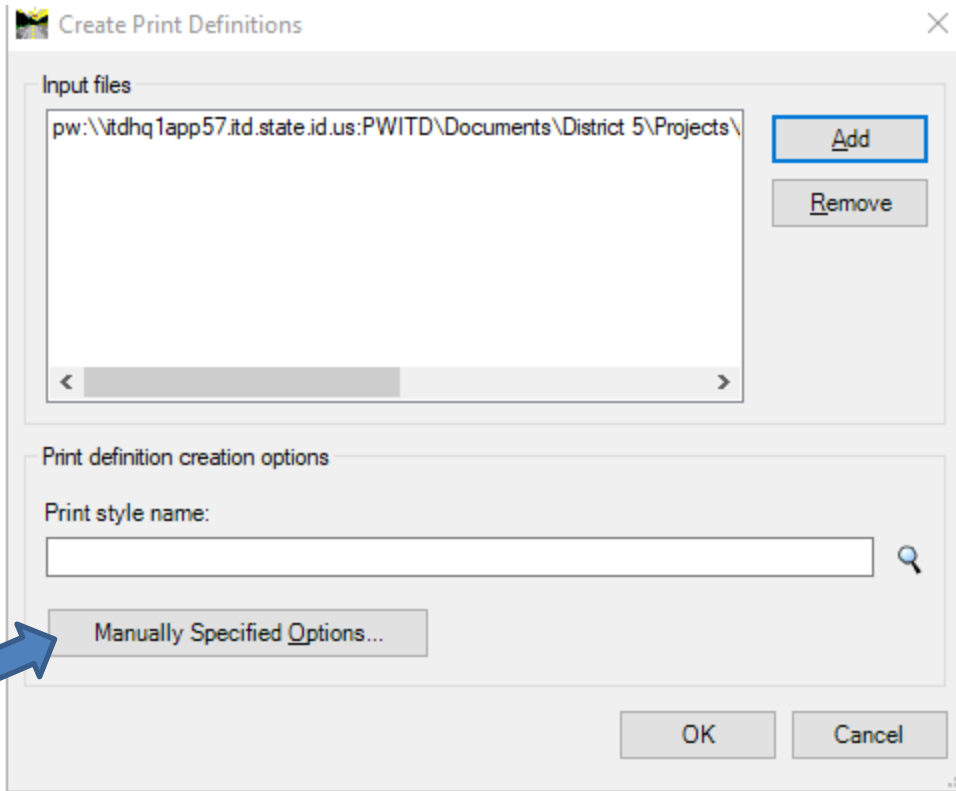 Create Print Definitions
Input files
pw:\\itdhq1app57.itd.state.id.us:PWITD\Documents\District 5\Projects\
Add
Remove
Print definition creation options
Print style name:
Manually Specified Options...
OK
Cancel